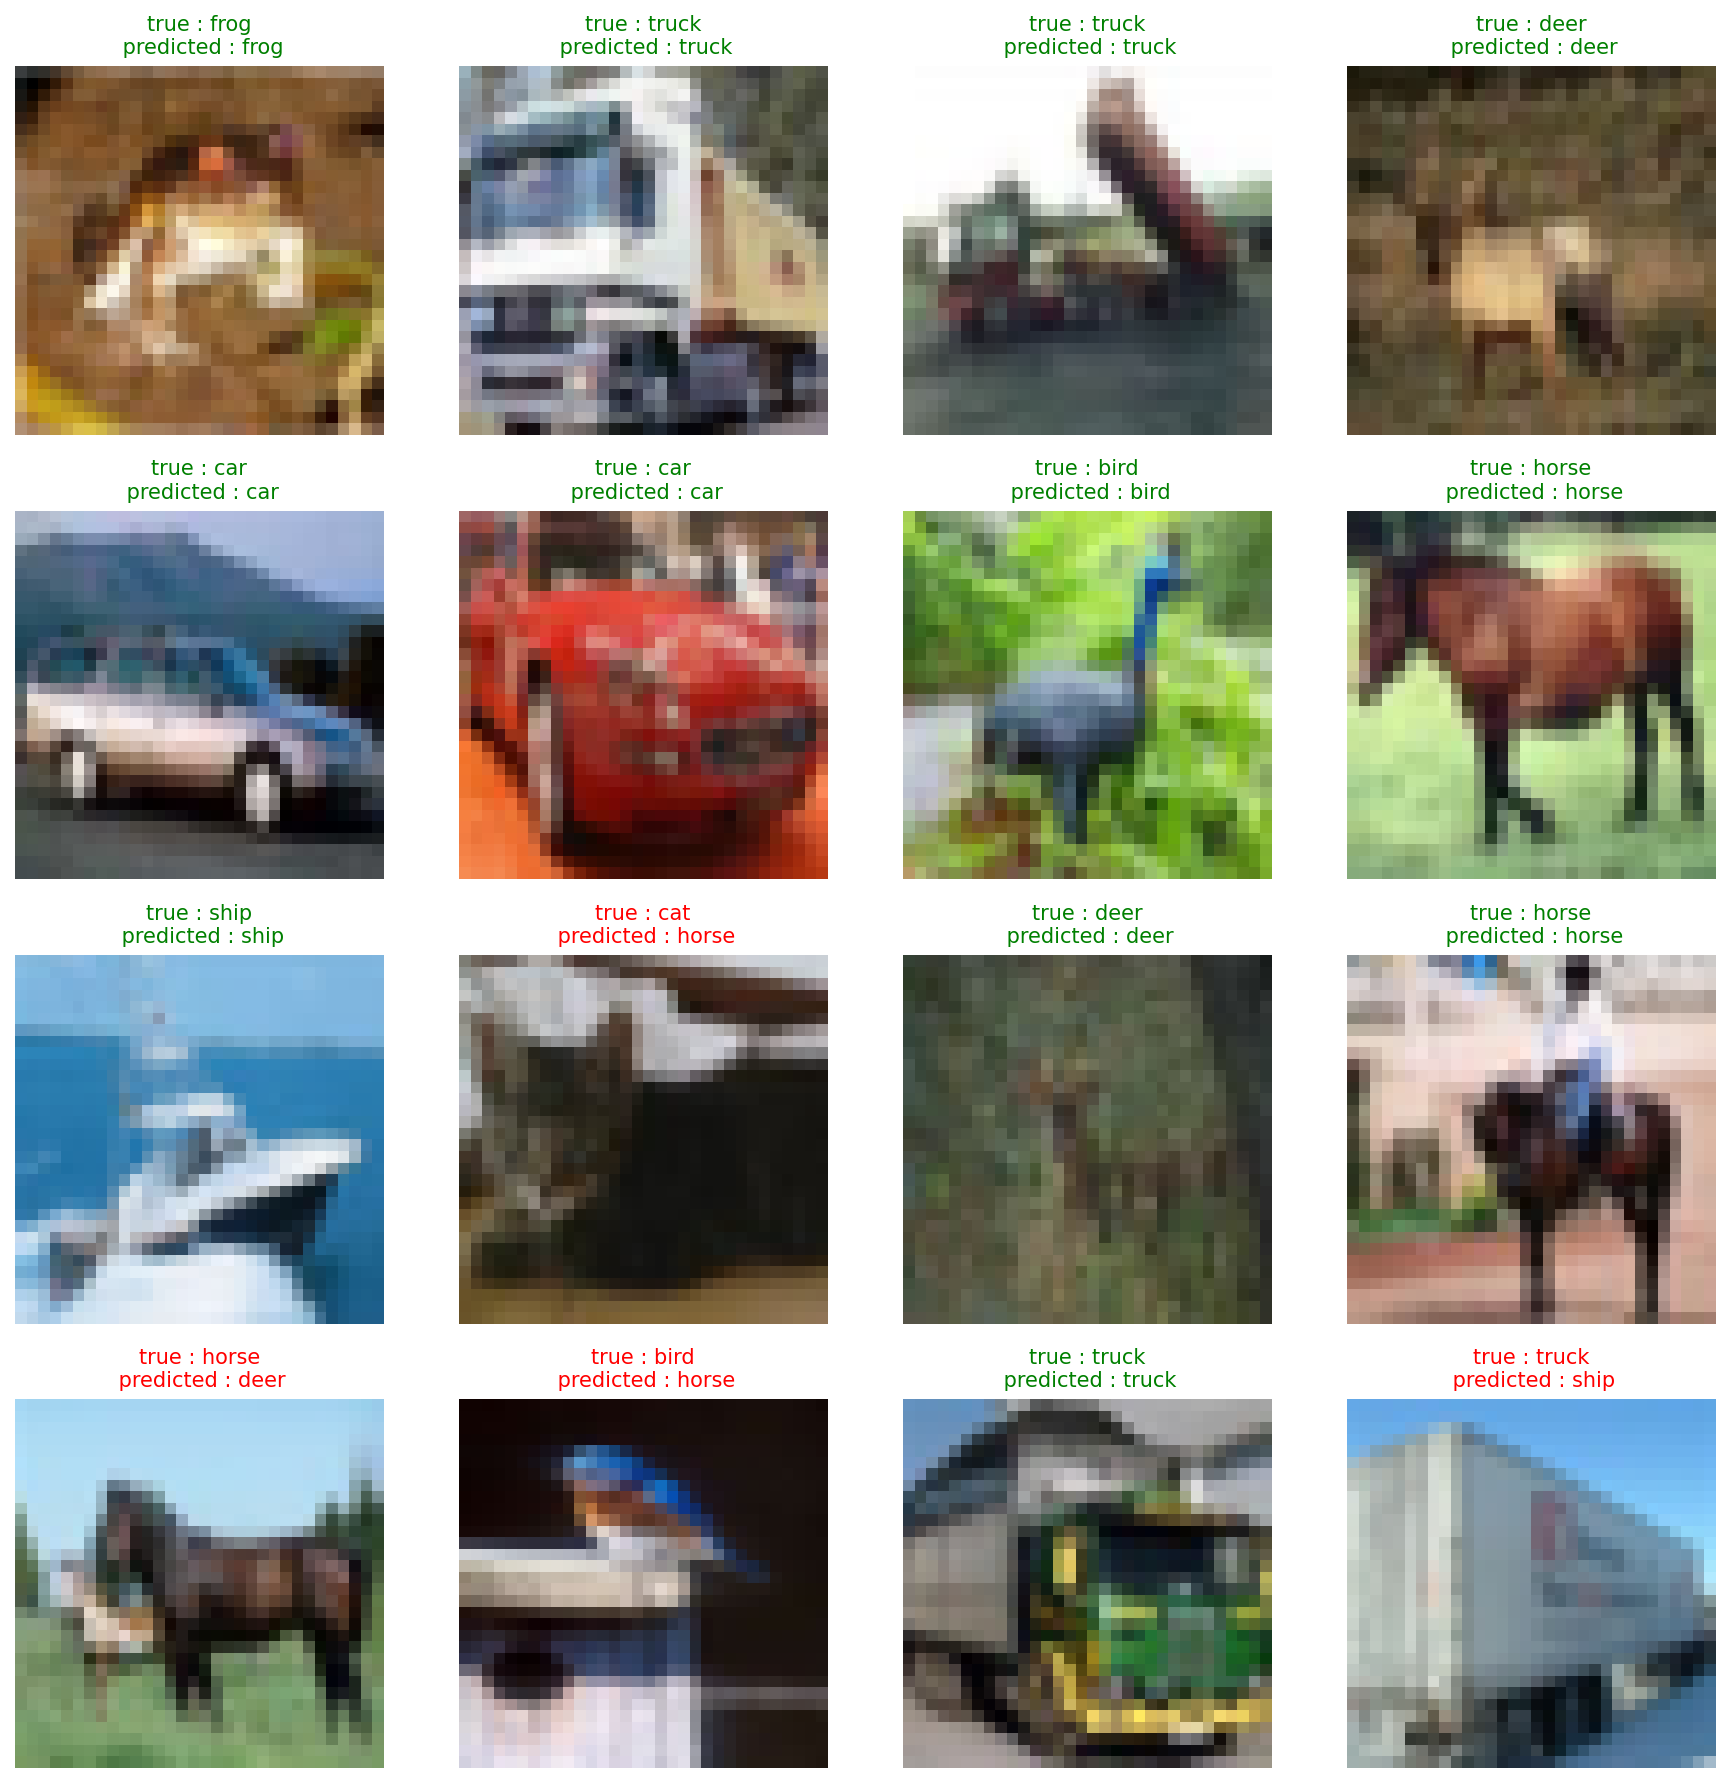 true : frog
predicted : frog
true : truck
predicted : truck
true : truck
predicted : truck
true : deer
predicted : deer
true : car
predicted : car
true : car
predicted : car
true : bird
predicted : bird
true : horse
predicted : horse
true : ship
predicted : ship
true : cat
predicted : horse
true : deer
predicted : deer
true : horse
predicted : horse
true : horse
predicted : deer
true : bird
predicted : horse
true : truck
predicted : truck
true : truck
predicted : ship